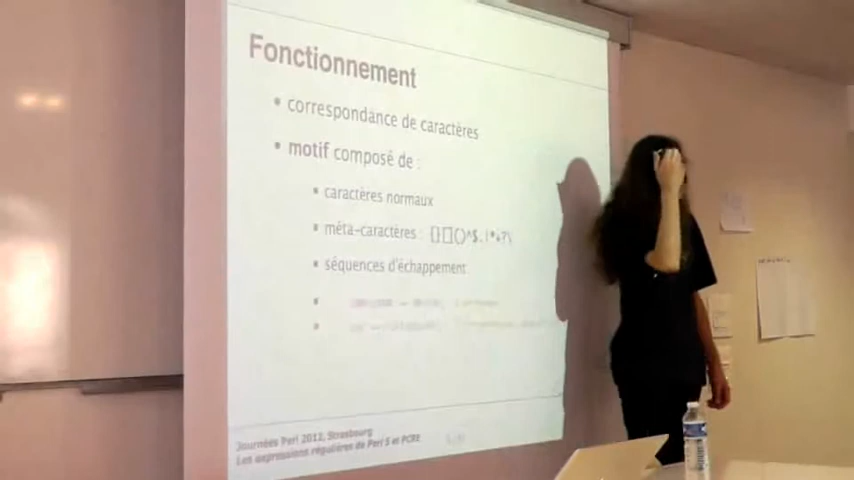 Fonctionnement
• correspondance de caractères
• motif composé de :
• caractères normaux
• méta-caractères : {}[]()^$.|*+?\
• séquences d'échappement
Journées Perl 2012, Strasbourg
Les expressions régulières de Perl 5 et PCRE